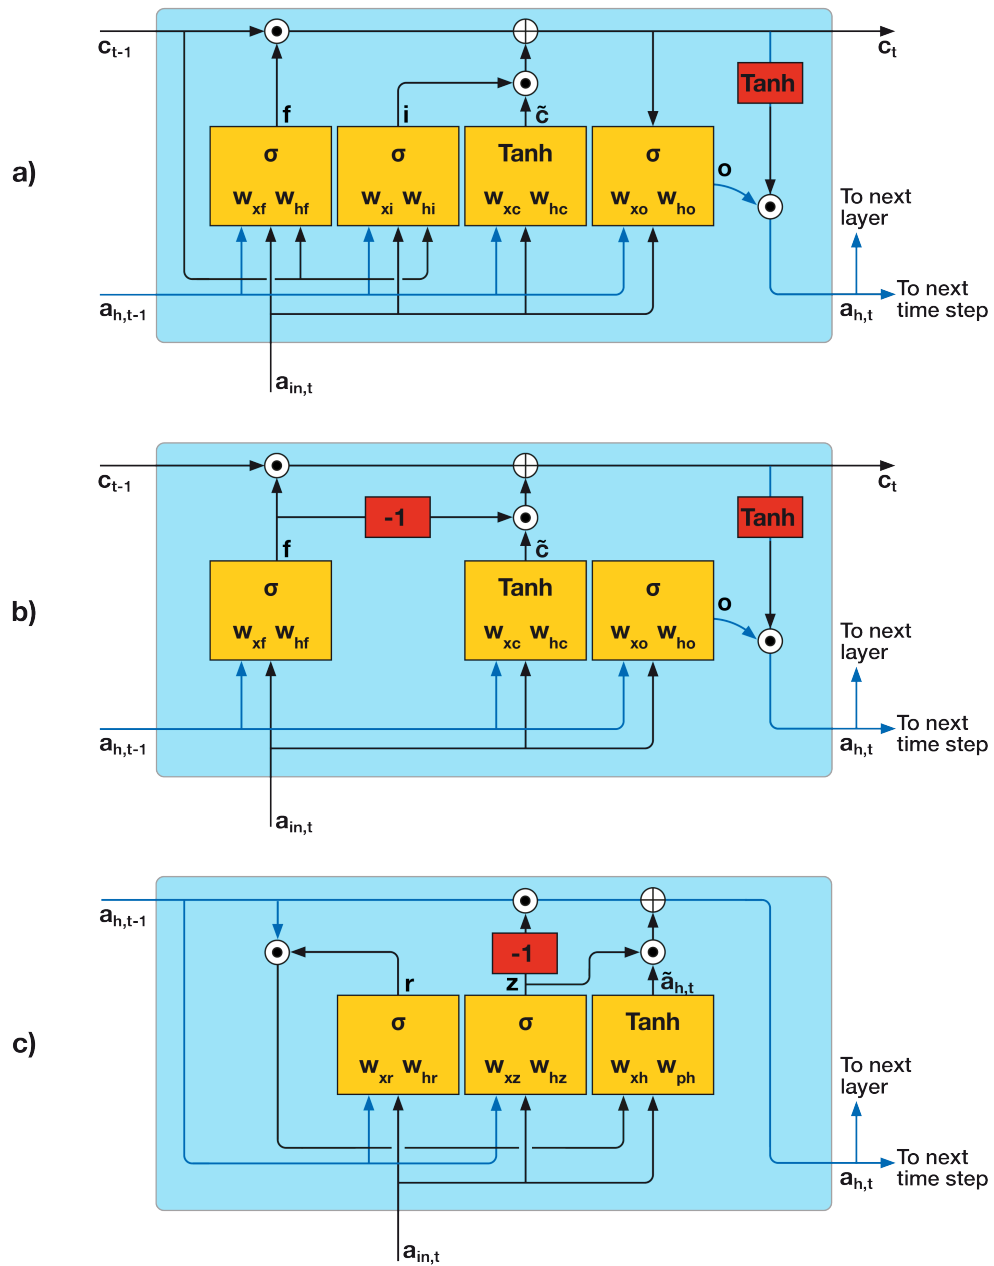 a)
c_t-1
f
i
c̃
c_t
Tanh
σ
w_xf w_hf
σ
w_xi w_hi
Tanh
w_xc w_hc
σ
w_xo w_ho
o
To next
layer
a_h,t-1
a_h,t
To next
time step
a_in,t
b)
c_t-1
-1
f
c̃
c_t
Tanh
σ
w_xf w_hf
Tanh
w_xc w_hc
σ
w_xo w_ho
o
To next
layer
a_h,t-1
a_h,t
To next
time step
a_in,t
c)
a_h,t-1
-1
r
z
ã_h,t
σ
w_xr w_hr
σ
w_xz w_hz
Tanh
w_xh w_ph
To next
layer
a_h,t
To next
time step
a_in,t